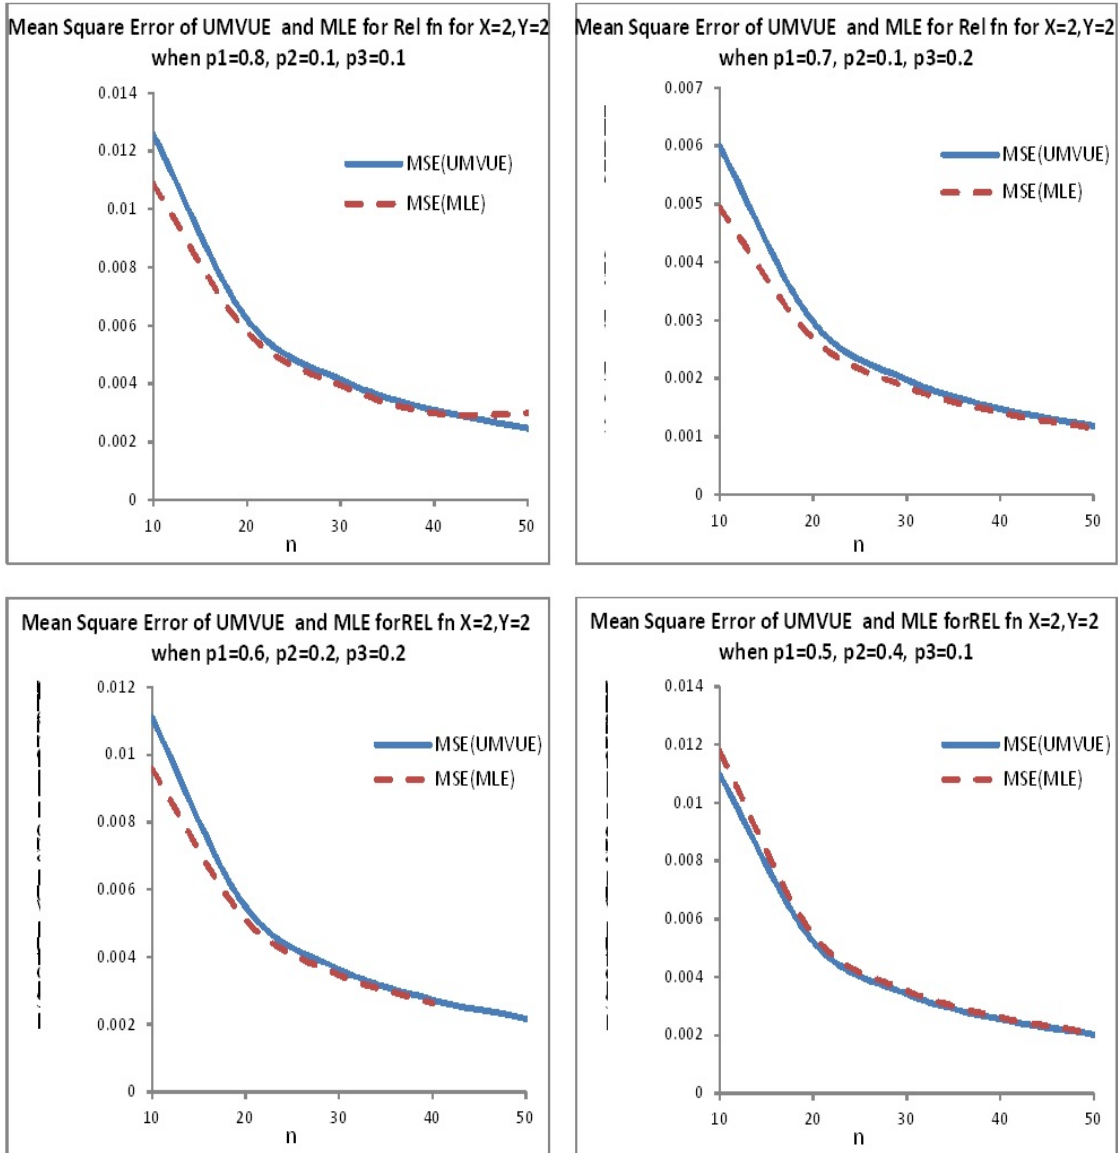 Mean Square Error of UMVUE and MLE for Rel fn for X=2,Y=2
when p1=0.8, p2=0.1, p3=0.1
0.014
0.012
0.01
0.008
0.006
0.004
0.002
0
MSE(UMVUE)
MSE(MLE)
10 20 30 40 50
n
Mean Square Error of UMVUE and MLE for Rel fn for X=2,Y=2
when p1=0.7, p2=0.1, p3=0.2
0.007
0.006
0.005
0.004
0.003
0.002
0.001
0
MSE(UMVUE)
MSE(MLE)
10 20 30 40 50
n
Mean Square Error of UMVUE and MLE forREL fn X=2,Y=2
when p1=0.6, p2=0.2, p3=0.2
0.012
0.01
0.008
0.006
0.004
0.002
0
MSE(UMVUE)
MSE(MLE)
10 20 30 40 50
n
Mean Square Error of UMVUE and MLE forREL fn X=2,Y=2
when p1=0.5, p2=0.4, p3=0.1
0.014
0.012
0.01
0.008
0.006
0.004
0.002
0
MSE(UMVUE)
MSE(MLE)
10 20 30 40 50
n